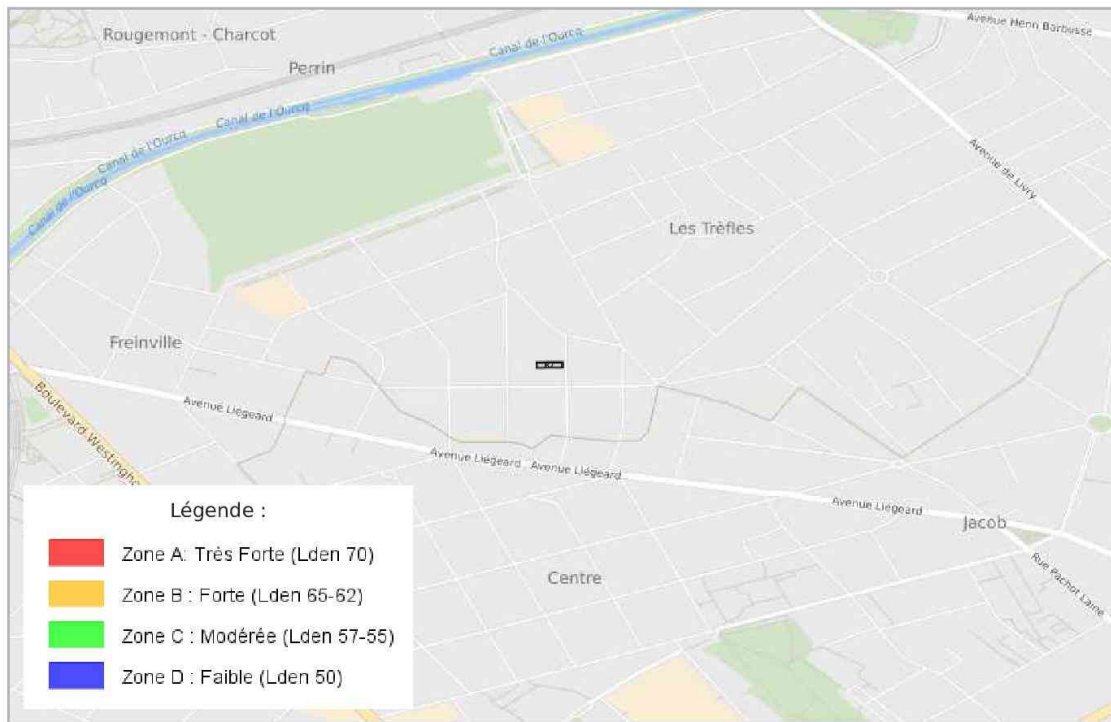 Rougemont - Charcot
Avenue Henri Barbusse
Perrin
Canal de l'Ourcq
Canal de l'Ourcq
Canal de l'Ourcq
Canal de l'Ourcq
Avenue de Livry
Les Trèfles
Freinville
Boulevard Westingho
Avenue Liégeard
Avenue Liégeard
Avenue Liégeard
Avenue Liégeard
Jacob
Rue Pachot Laine
Centre
Légende :
Zone A: Très Forte (Lden 70)
Zone B : Forte (Lden 65-62)
Zone C : Modérée (Lden 57-55)
Zone D : Faible (Lden 50)